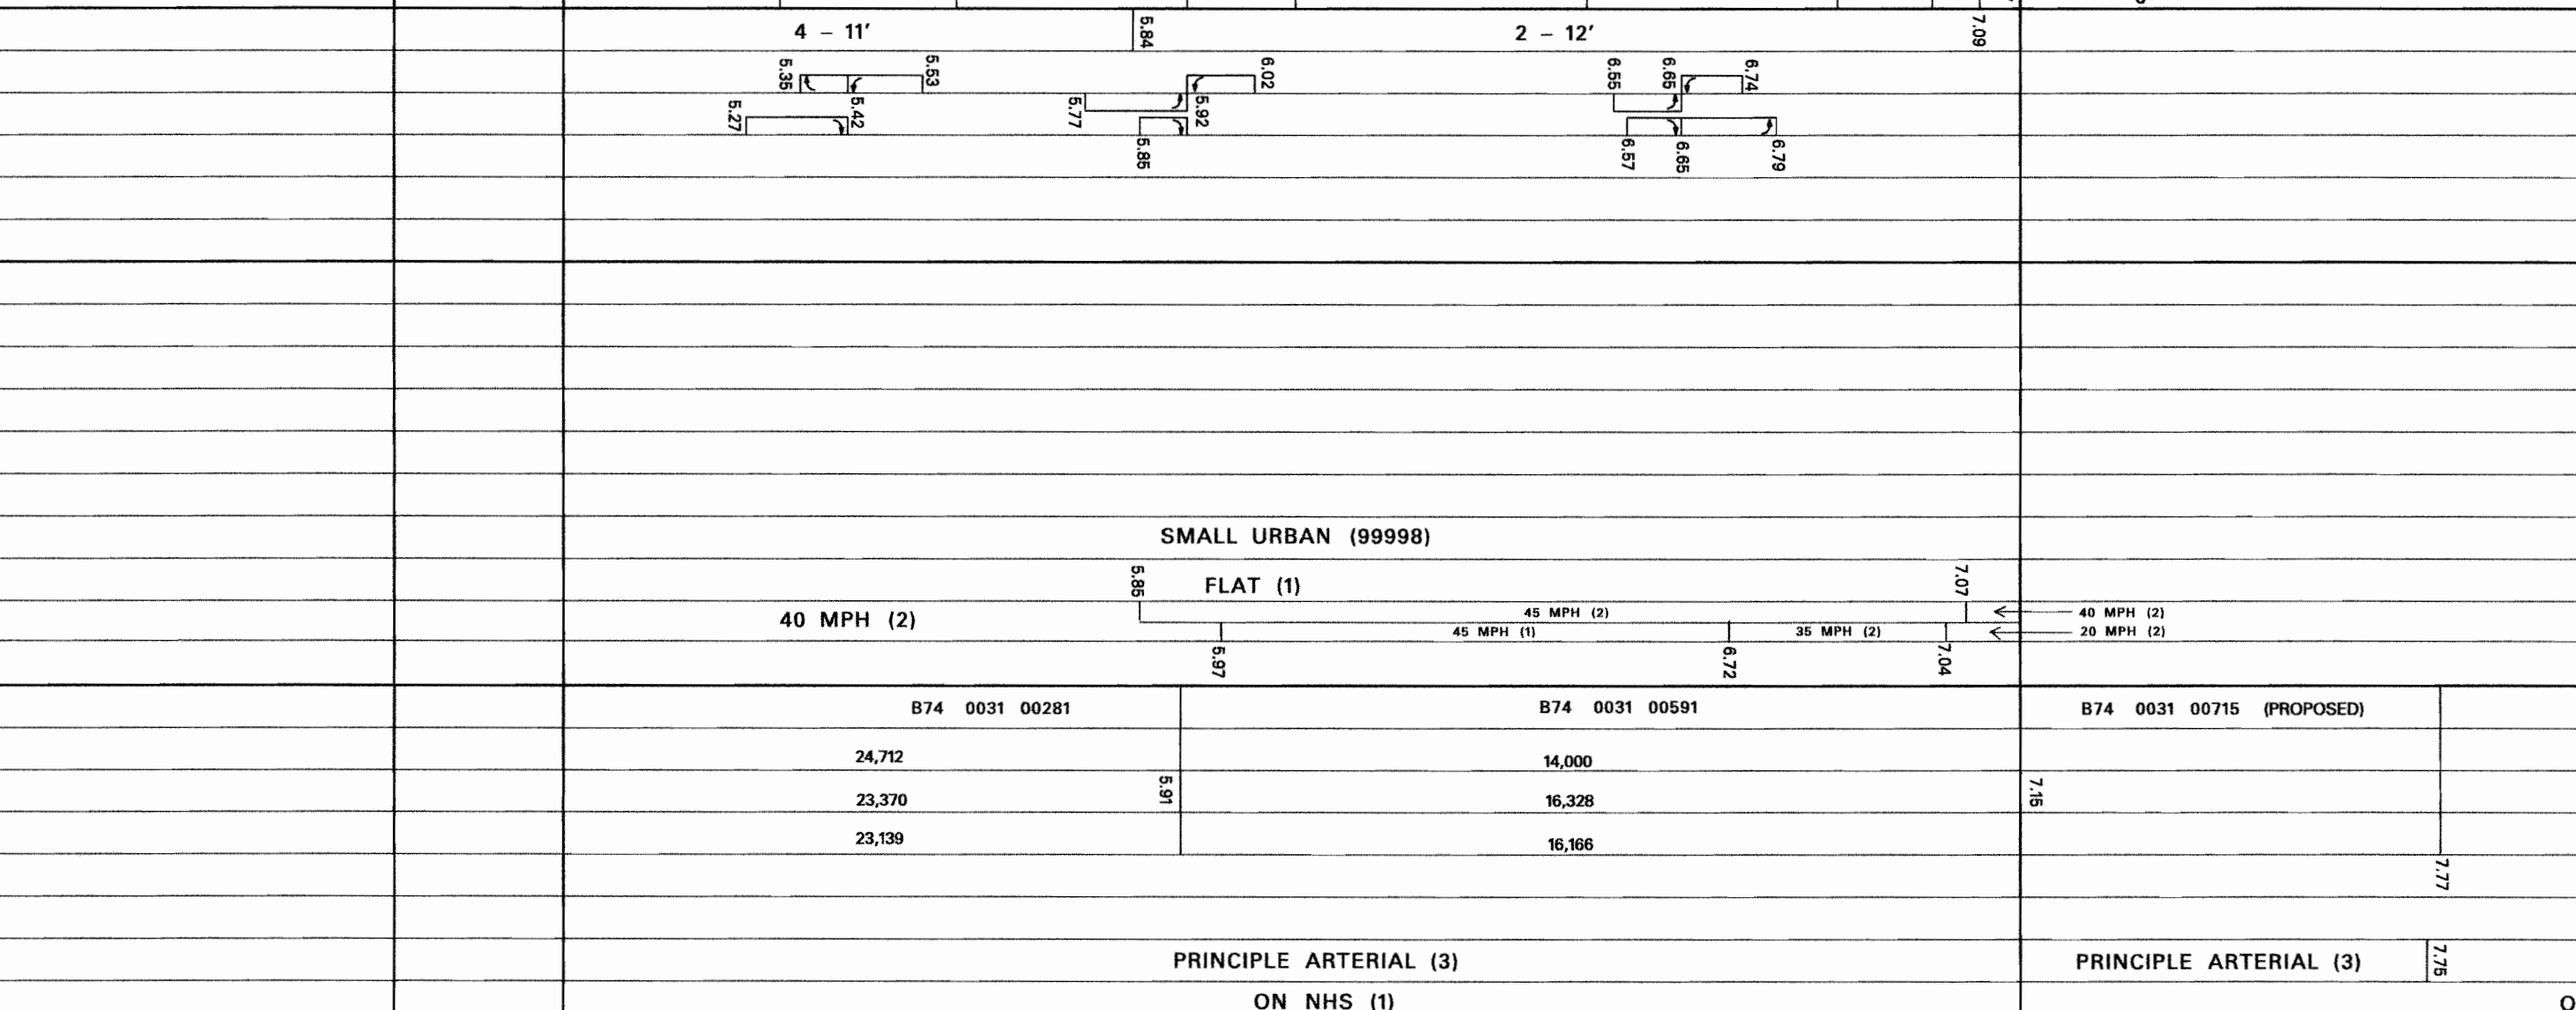 4 – 11' 5.84 2 – 12' 7.09
5.35 5.53 6.02 6.55 6.65 6.74
5.27 5.42 5.77 5.92
5.85 6.57 6.65 6.79
SMALL URBAN (99998)
5.85 FLAT (1) 7.07
40 MPH (2) 45 MPH (2) 40 MPH (2)
45 MPH (1) 35 MPH (2) 20 MPH (2)
5.97 6.72 7.04
B74 0031 00281 B74 0031 00591 B74 0031 00715 (PROPOSED)
24,712 14,000
5.91 7.15
23,370 16,328
23,139 16,166
7.77
PRINCIPLE ARTERIAL (3) PRINCIPLE ARTERIAL (3) 7.75
ON NHS (1)